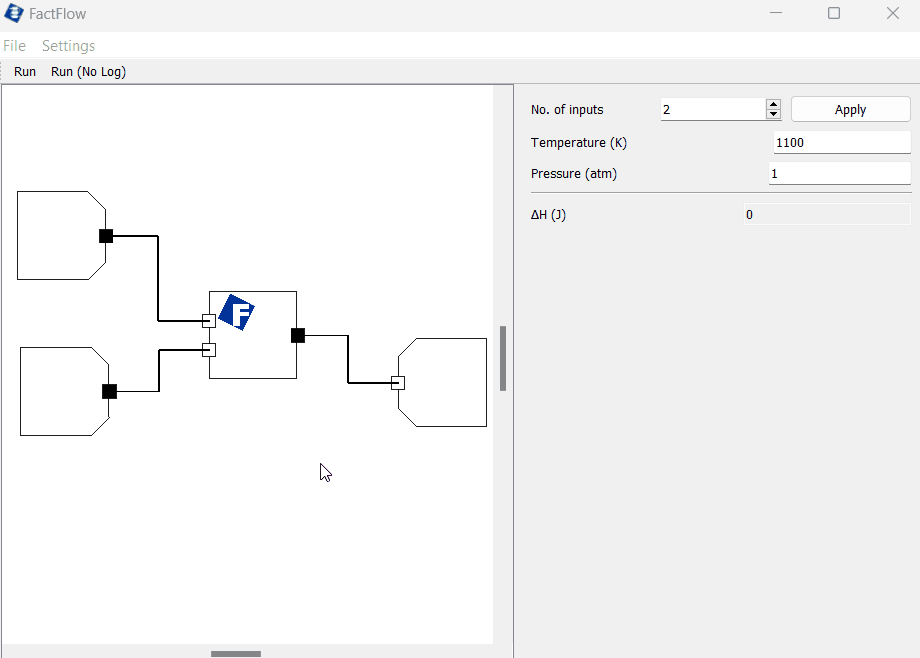 FactFlow
File Settings
Run Run (No Log)
No. of inputs 2 Apply
Temperature (K) 1100
Pressure (atm) 1
ΔH (J) 0
F